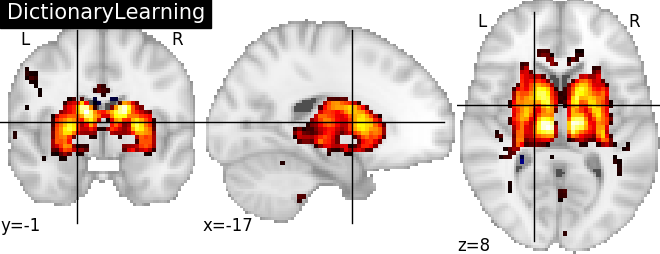 DictionaryLearning
L R
L R
y=-1
x=-17
z=8